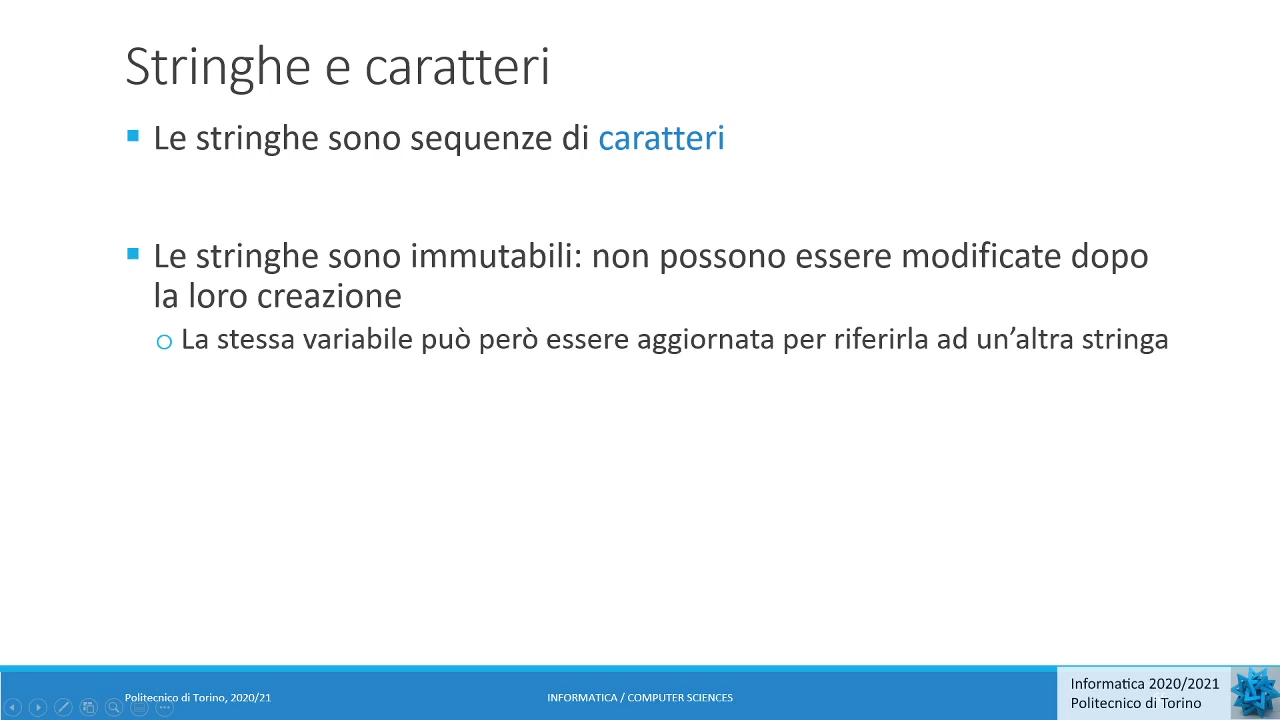 Stringhe e caratteri
Le stringhe sono sequenze di caratteri
Le stringhe sono immutabili: non possono essere modificate dopo
la loro creazione
La stessa variabile può però essere aggiornata per riferirla ad un’altra stringa
Politecnico di Torino, 2020/21
INFORMATICA / COMPUTER SCIENCES
Informatica 2020/2021
Politecnico di Torino